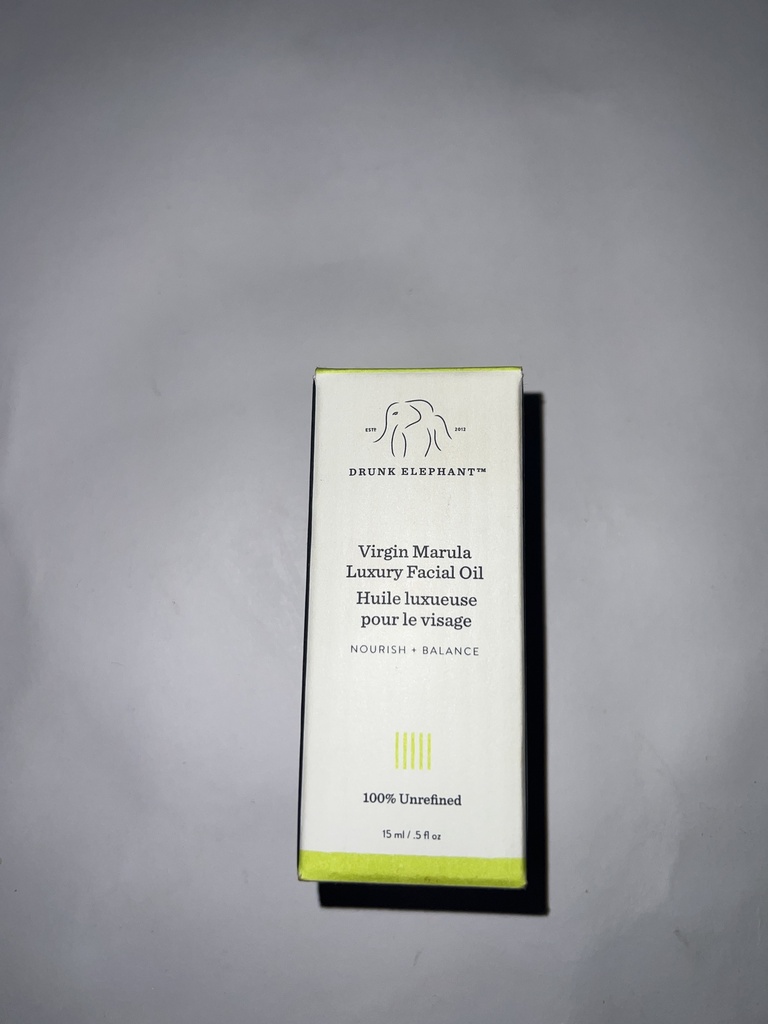 ESTD 2012
DRUNK ELEPHANT™
Virgin Marula
Luxury Facial Oil
Huile luxueuse
pour le visage
NOURISH + BALANCE
100% Unrefined
15 ml / .5 fl oz